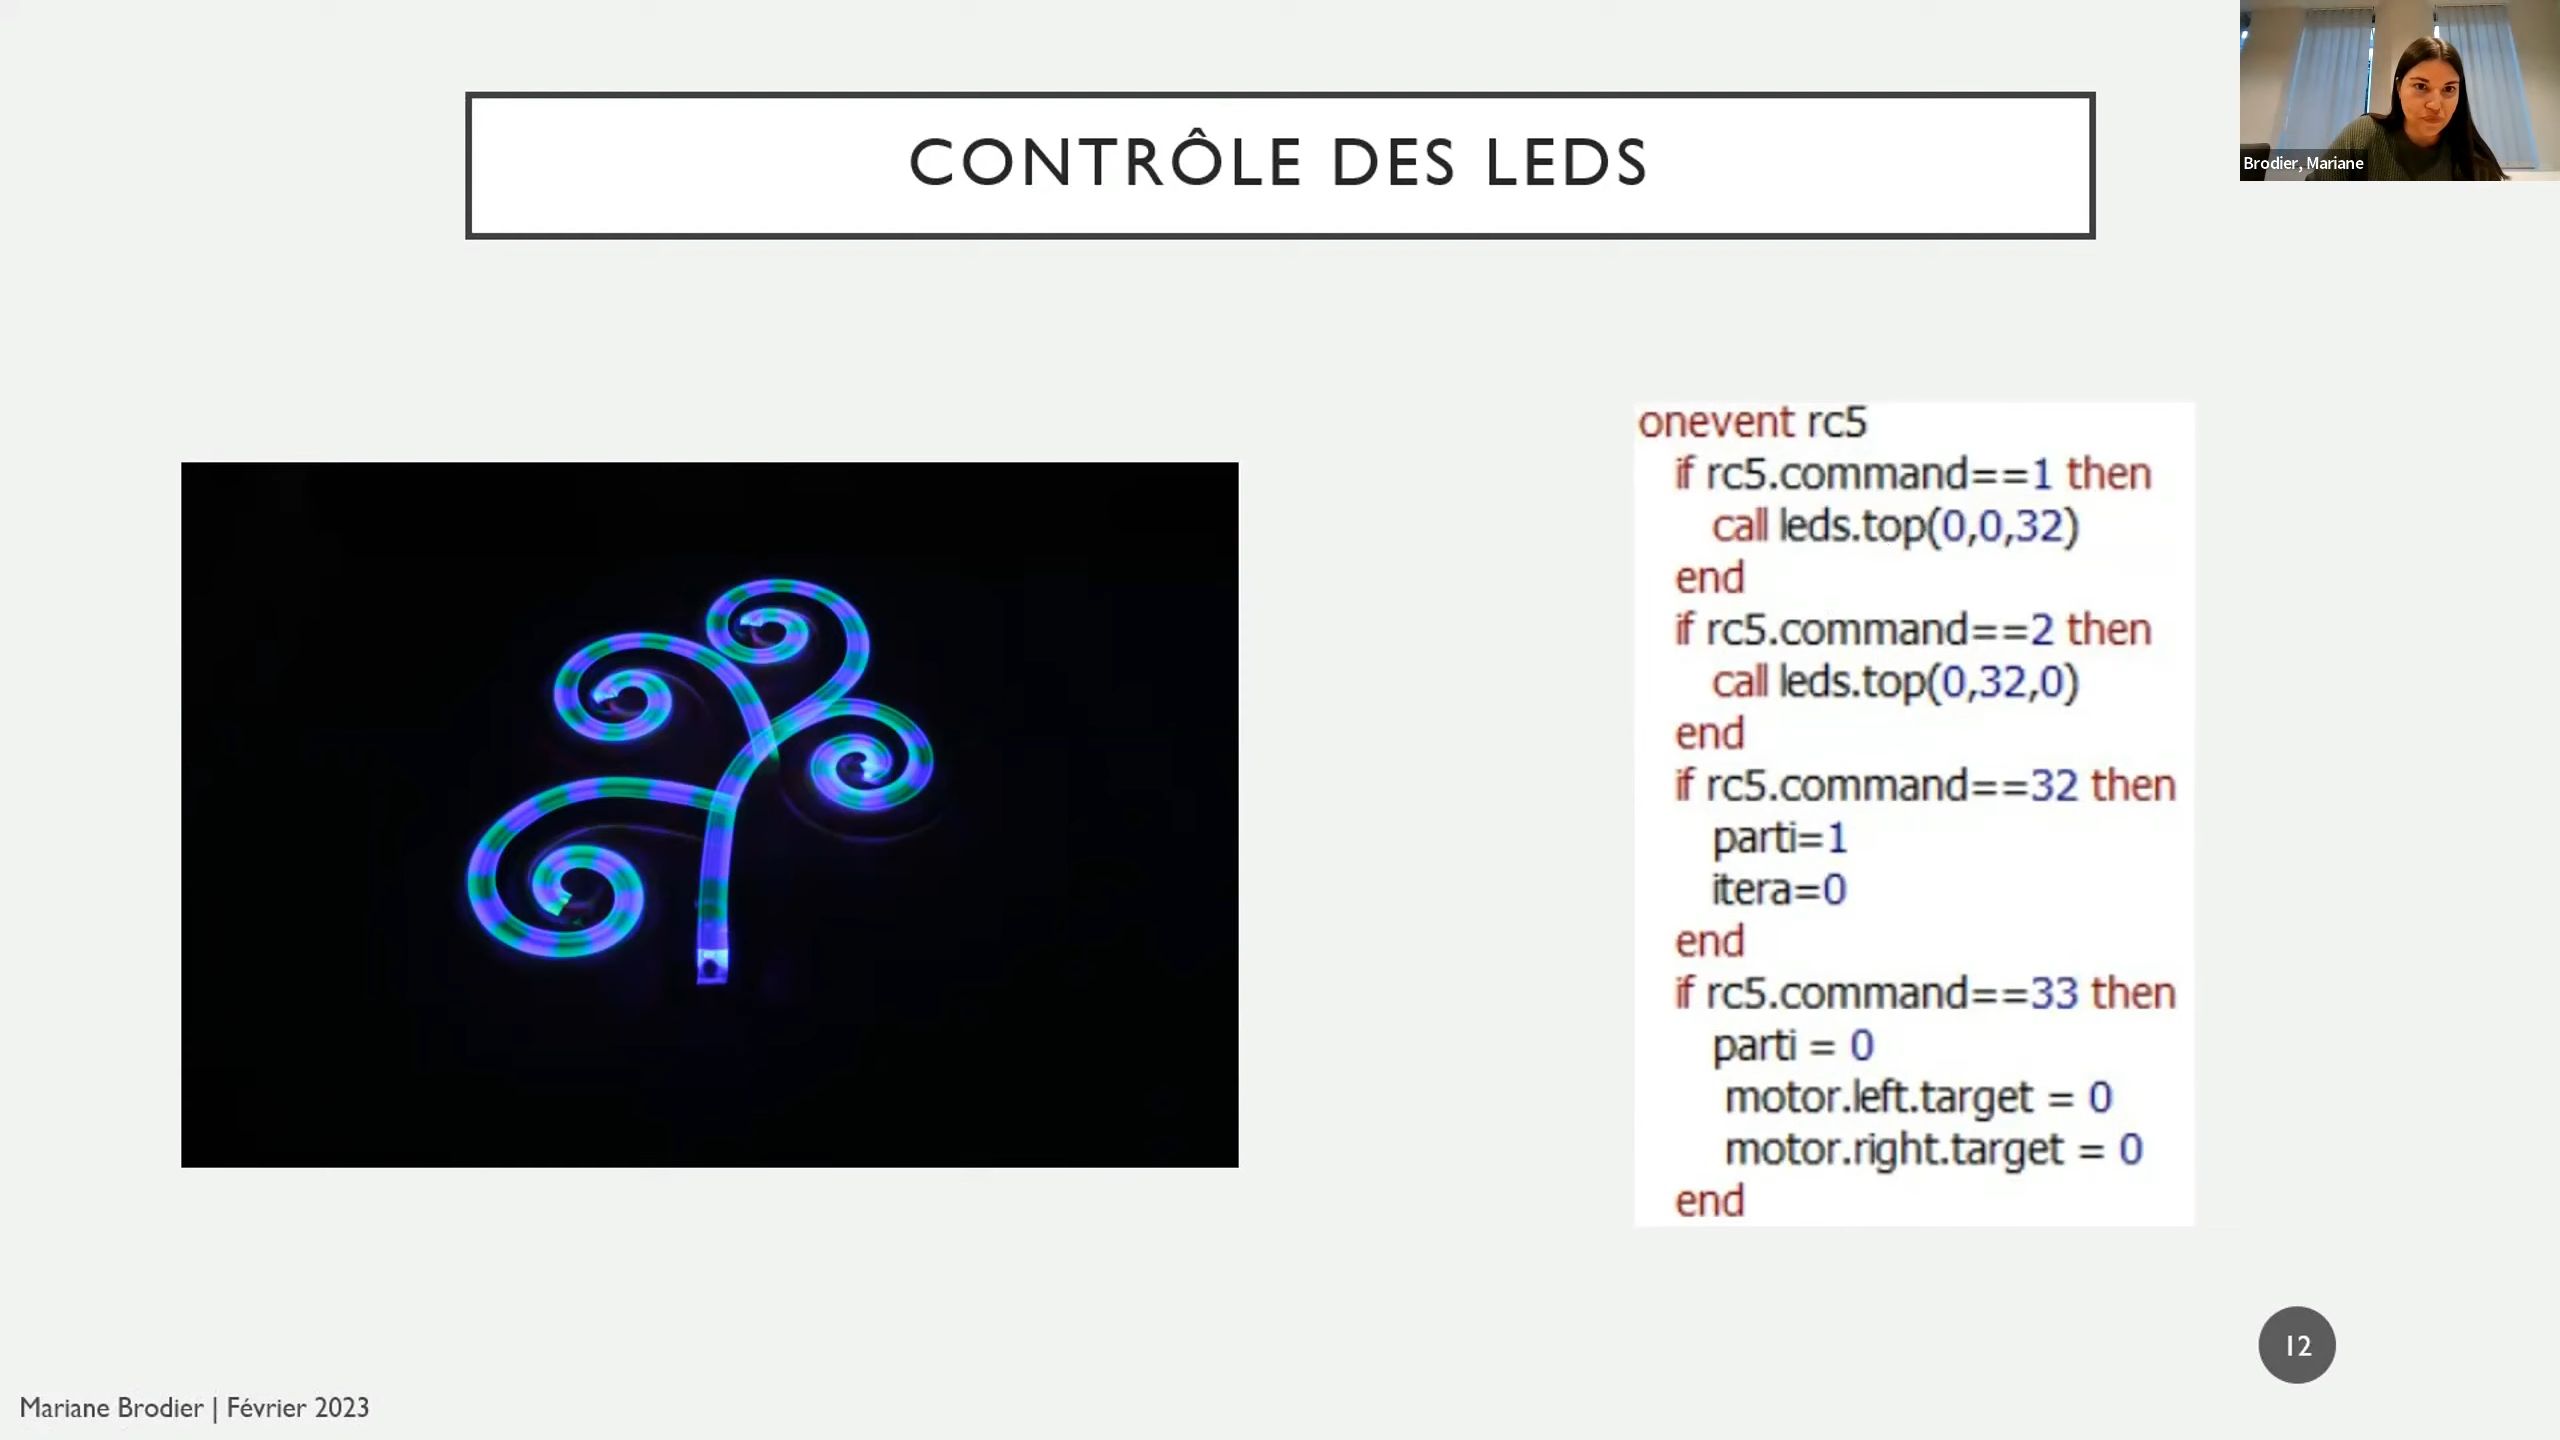 CONTRÔLE DES LEDS
Brodier, Mariane
onevent rc5
if rc5.command==1 then
call leds.top(0,0,32)
end
if rc5.command==2 then
call leds.top(0,32,0)
end
if rc5.command==32 then
parti=1
itera=0
end
if rc5.command==33 then
parti = 0
motor.left.target = 0
motor.right.target = 0
end
12
Mariane Brodier | Février 2023